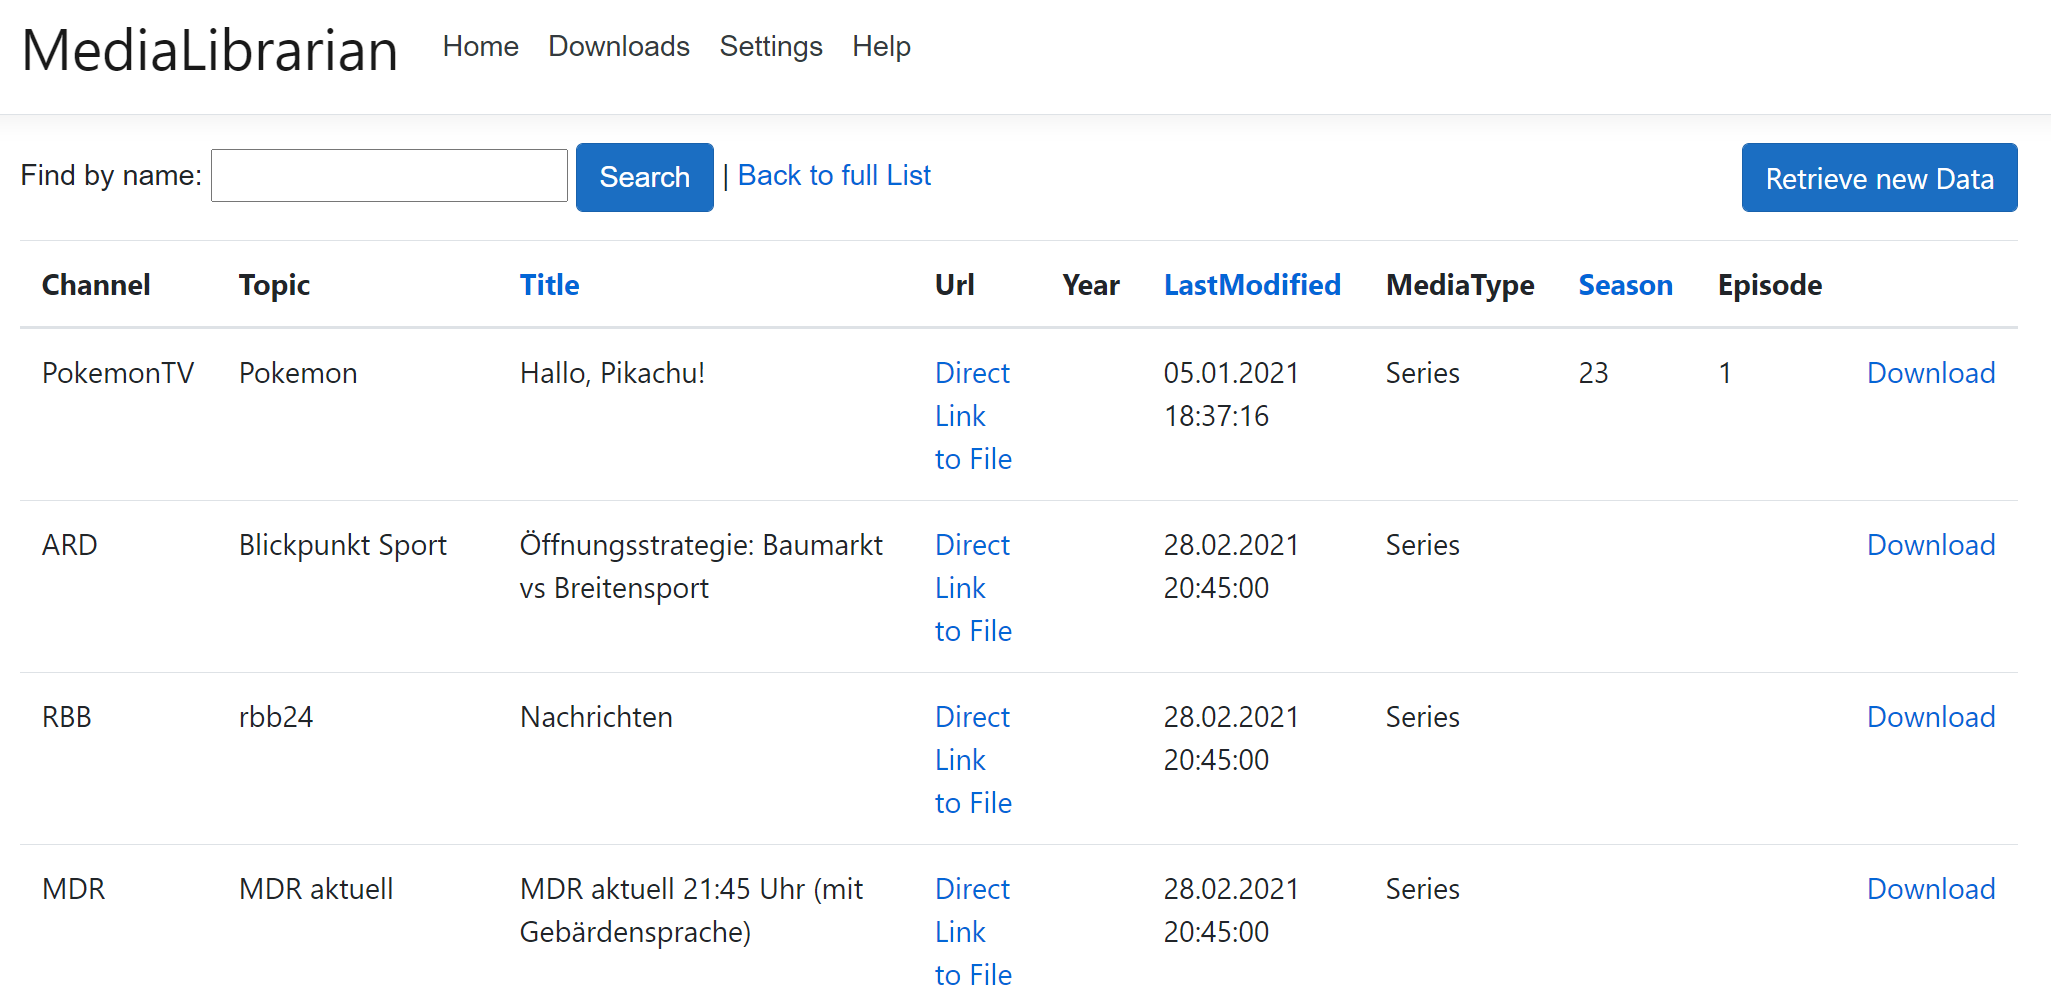 MediaLibrarian Home Downloads Settings Help
Find by name: Search | Back to full List Retrieve new Data
Channel Topic Title Url Year LastModified MediaType Season Episode
PokemonTV Pokemon Hallo, Pikachu! Direct 05.01.2021 Series 23 1 Download
Link 18:37:16
to File
ARD Blickpunkt Sport Öffnungsstrategie: Baumarkt Direct 28.02.2021 Series Download
vs Breitensport Link 20:45:00
to File
RBB rbb24 Nachrichten Direct 28.02.2021 Series Download
Link 20:45:00
to File
MDR MDR aktuell MDR aktuell 21:45 Uhr (mit Direct 28.02.2021 Series Download
Gebärdensprache) Link 20:45:00
to File